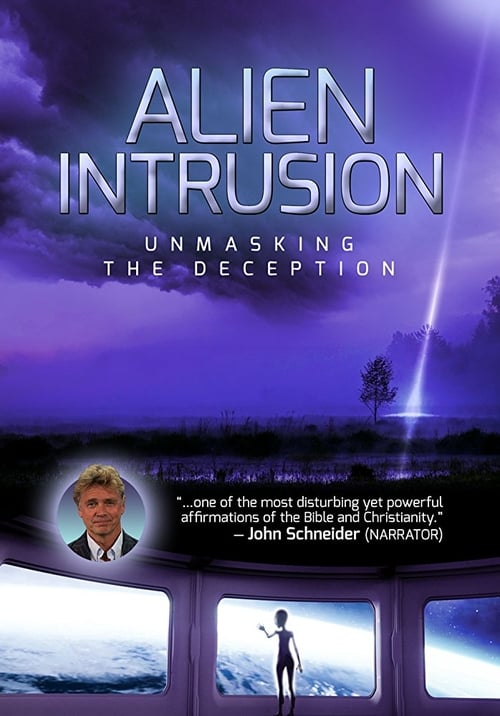 ALIEN
INTRUSION
UNMASKING
THE DECEPTION
“...one of the most disturbing yet powerful
affirmations of the Bible and Christianity.”
— John Schneider (NARRATOR)